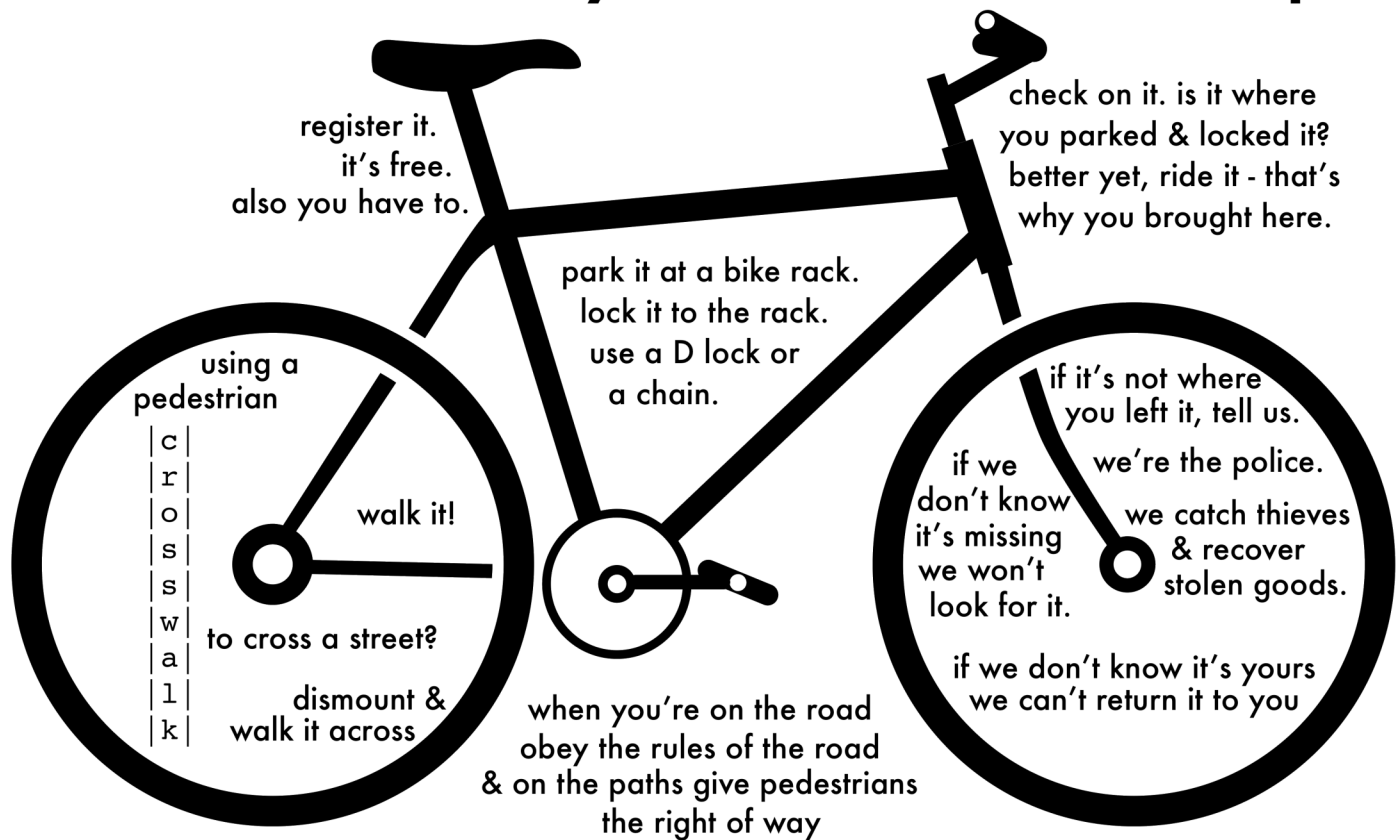 register it.
it's free.
also you have to.
check on it. is it where
you parked & locked it?
better yet, ride it - that's
why you brought here.
park it at a bike rack.
lock it to the rack.
use a D lock or
a chain.
using a
pedestrian
|c|
|r|
|o|
|s|
|s|
|w|
|a|
|l|
|k|
walk it!
to cross a street?
dismount &
walk it across
when you're on the road
obey the rules of the road
& on the paths give pedestrians
the right of way
if it's not where
you left it, tell us.
we're the police.
we catch thieves
& recover
stolen goods.
if we
don't know
it's missing
we won't
look for it.
if we don't know it's yours
we can't return it to you